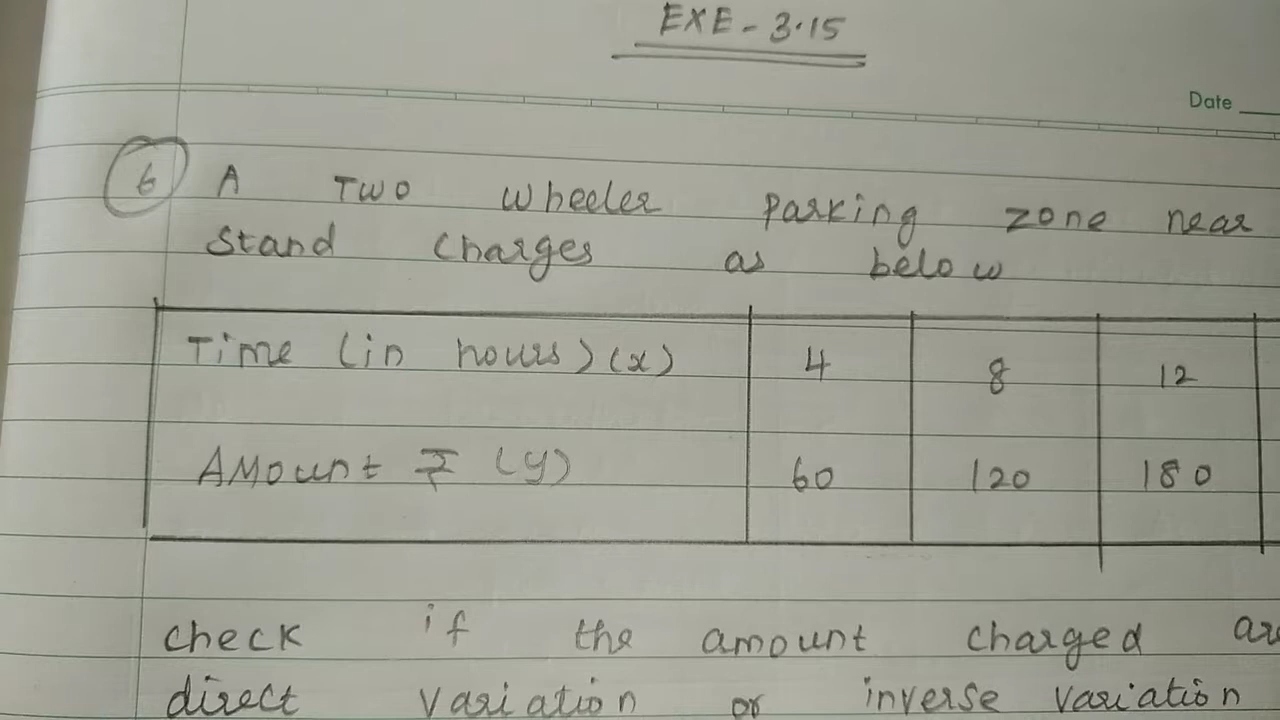 EXE - 3.15
Date
6 A Two wheeler parking zone near
stand charges as below
Time (in hours) (x) 4 8 12
Amount ₹ (y) 60 120 180
check if the amount charged
direct variation or inverse variation